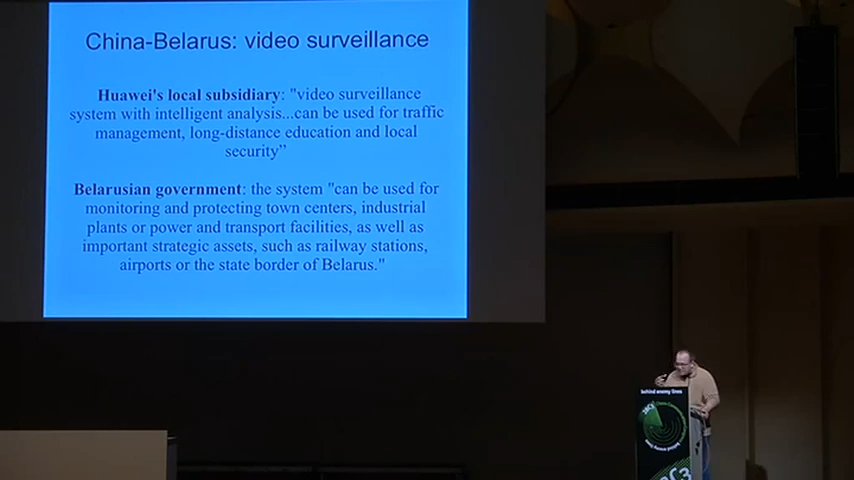 China-Belarus: video surveillance
Huawei's local subsidiary: "video surveillance
system with intelligent analysis...can be used for traffic
management, long-distance education and local
security”
Belarusian government: the system "can be used for
monitoring and protecting town centers, industrial
plants or power and transport facilities, as well as
important strategic assets, such as railway stations,
airports or the state border of Belarus."
behind enemy lines